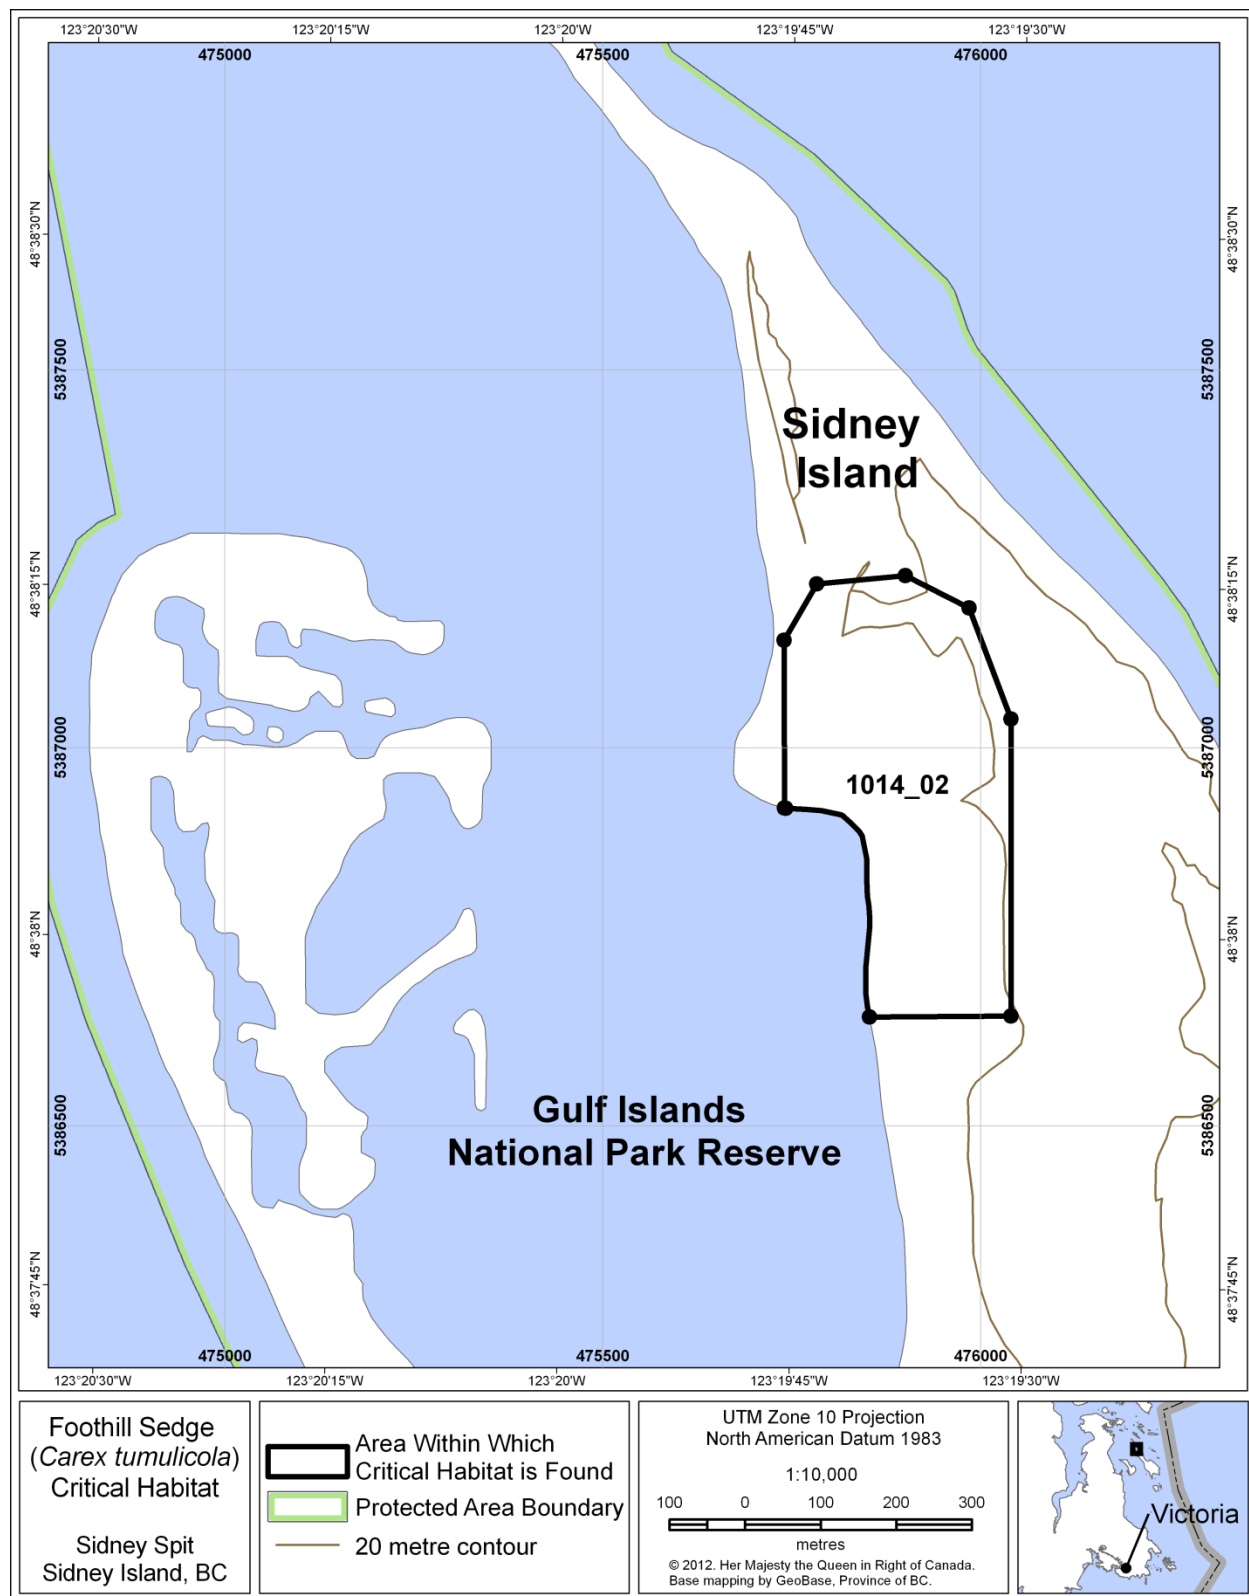 123°20'30"W 123°20'15"W 123°20'W 123°19'45"W 123°19'30"W
475000 475500 476000
48°38'30"N 48°38'30"N
5387500 5387500
Sidney
Island
48°38'15"N 48°38'15"N
5387000 5387000
1014_02
48°38'N 48°38'N
Gulf Islands
National Park Reserve
5386500 5386500
48°37'45"N 48°37'45"N
475000 475500 476000
123°20'30"W 123°20'15"W 123°20'W 123°19'45"W 123°19'30"W
Foothill Sedge
(Carex tumulicola)
Critical Habitat
Sidney Spit
Sidney Island, BC
Area Within Which
Critical Habitat is Found
Protected Area Boundary
20 metre contour
UTM Zone 10 Projection
North American Datum 1983
1:10,000
100 0 100 200 300
metres
© 2012. Her Majesty the Queen in Right of Canada.
Base mapping by GeoBase, Province of BC.
Victoria